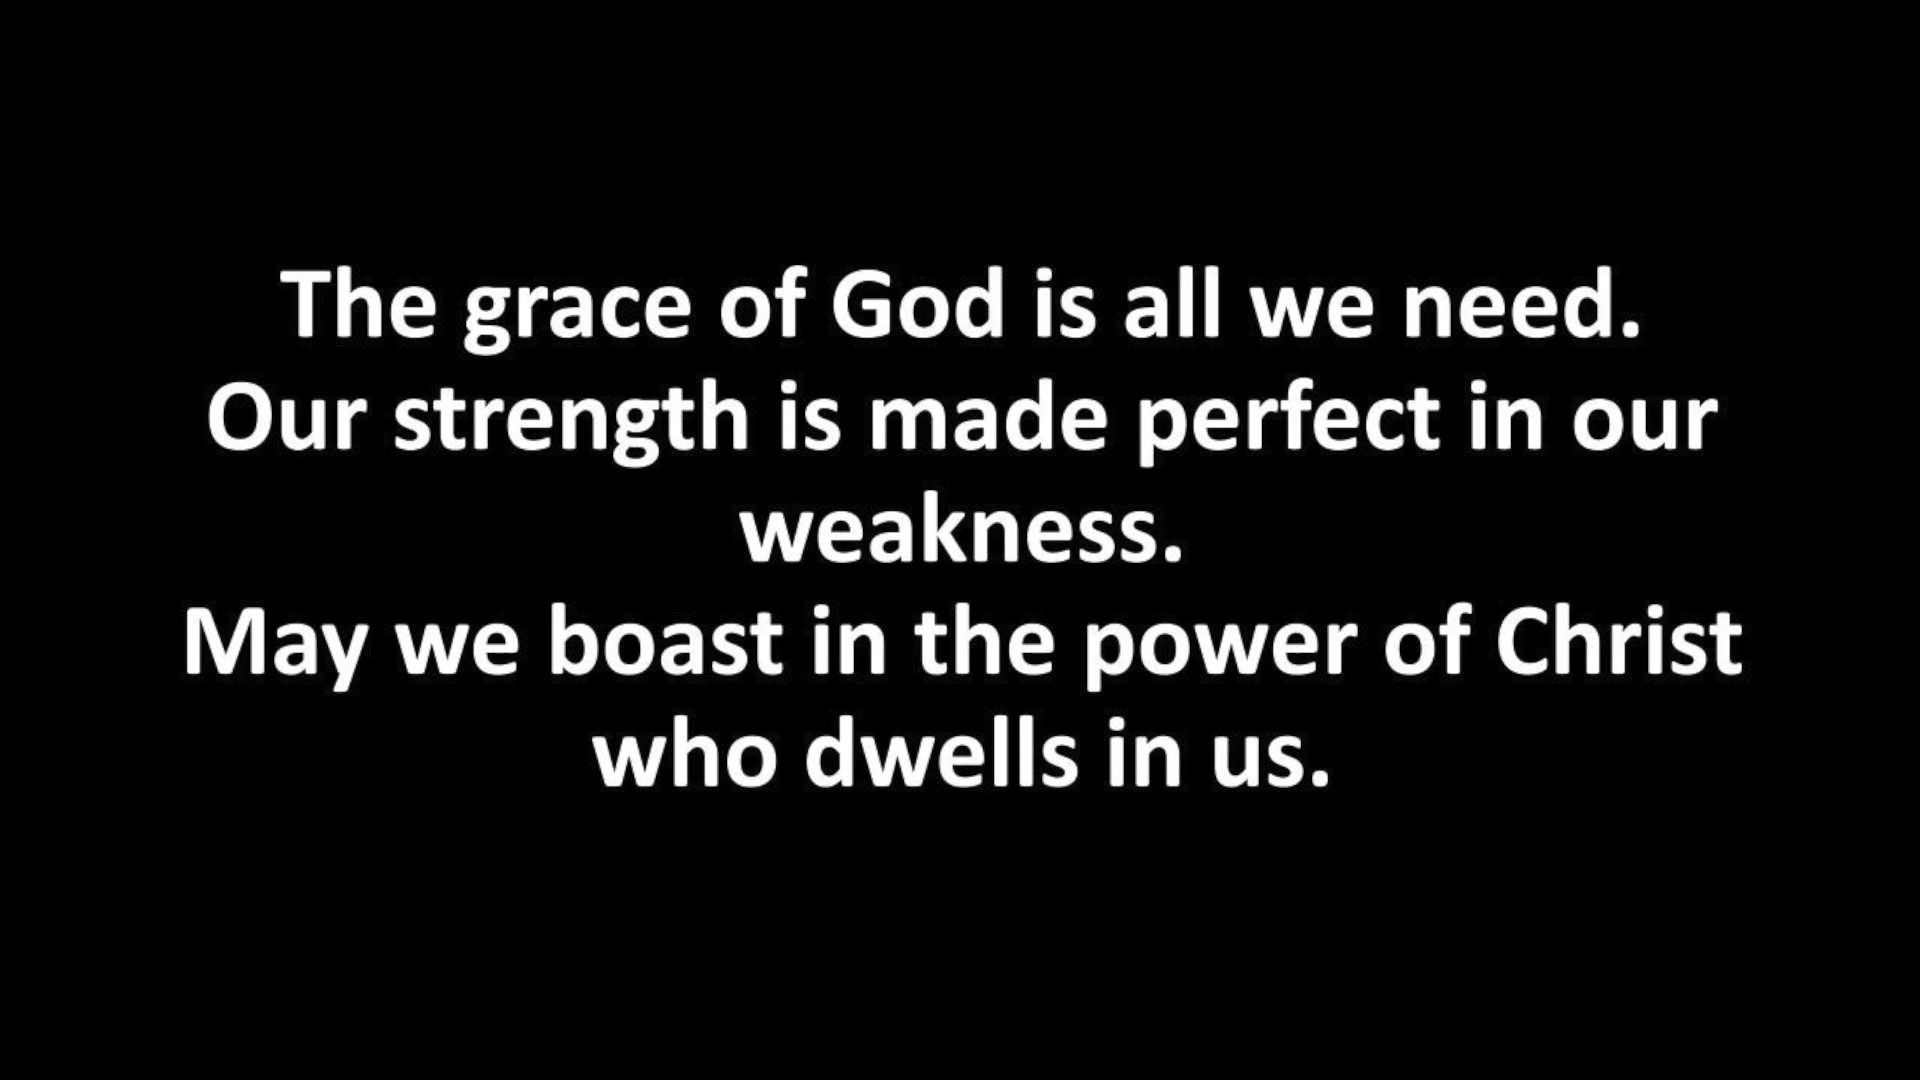 The grace of God is all we need.
Our strength is made perfect in our
weakness.
May we boast in the power of Christ
who dwells in us.